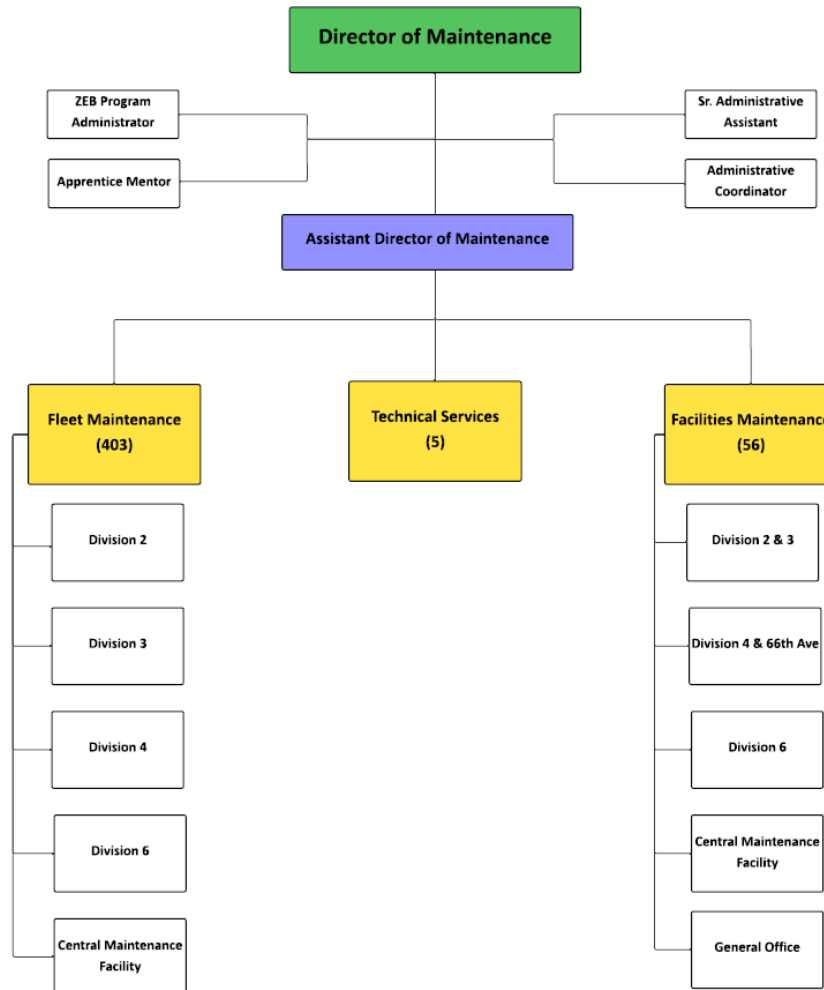 Director of Maintenance
ZEB Program
Administrator
Sr. Administrative
Assistant
Apprentice Mentor
Administrative
Coordinator
Assistant Director of Maintenance
Fleet Maintenance
(403)
Technical Services
(5)
Facilities Maintenance
(56)
Division 2
Division 3
Division 4
Division 6
Central Maintenance
Facility
Division 2 & 3
Division 4 & 66th Ave
Division 6
Central Maintenance
Facility
General Office